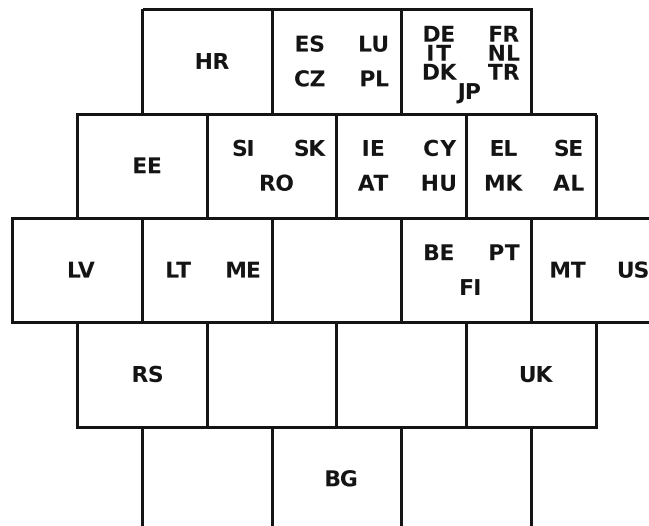 HR
ES LU
CZ PL
DE FR
IT NL
DK TR
JP
EE
SI SK
RO
IE CY
AT HU
EL SE
MK AL
LV
LT ME
BE PT
FI
MT US
RS
UK
BG